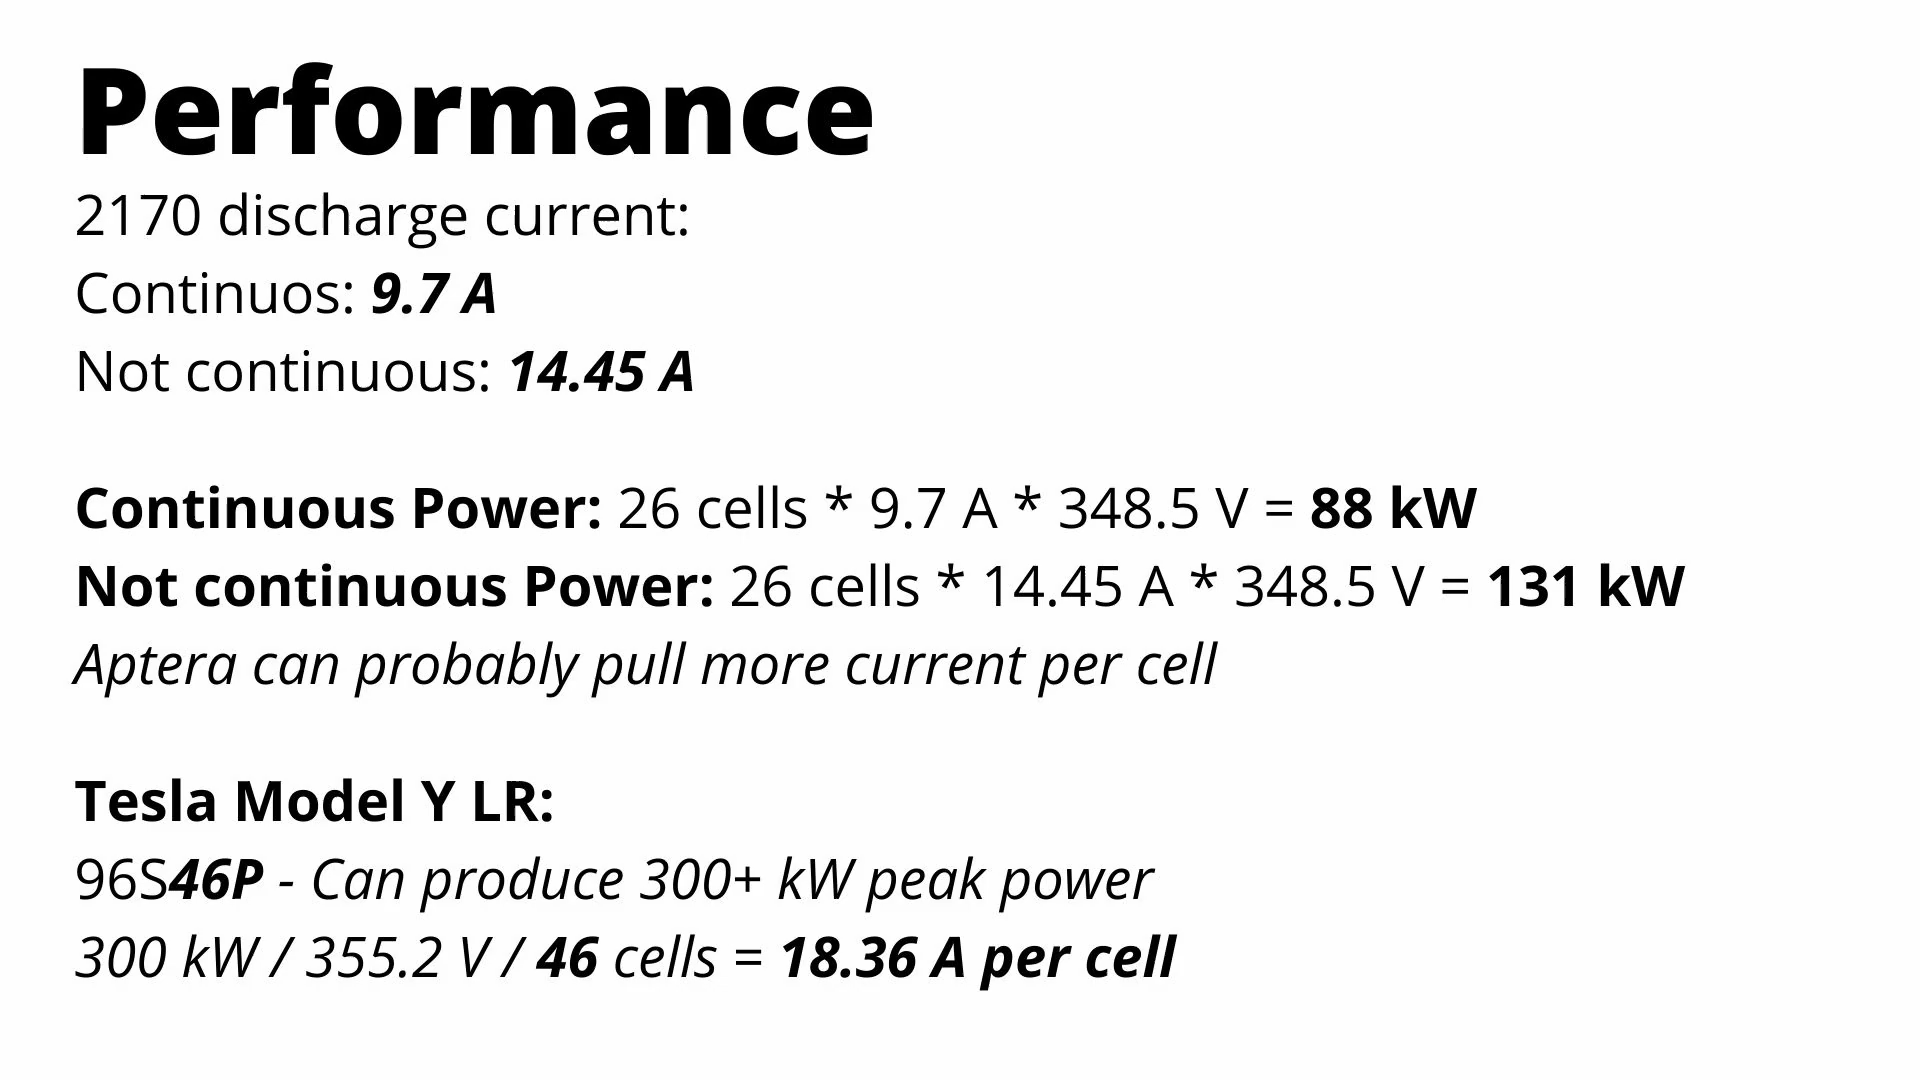 Performance
2170 discharge current:
Continuos: 9.7 A
Not continuous: 14.45 A
Continuous Power: 26 cells * 9.7 A * 348.5 V = 88 kW
Not continuous Power: 26 cells * 14.45 A * 348.5 V = 131 kW
Aptera can probably pull more current per cell
Tesla Model Y LR:
96S46P - Can produce 300+ kW peak power
300 kW / 355.2 V / 46 cells = 18.36 A per cell